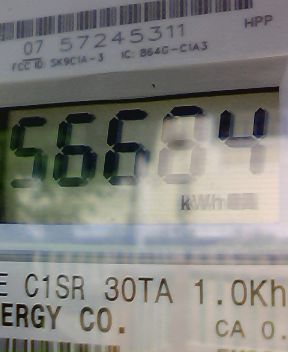 HPP
07 57245311
FCC ID: SK9C1A-3 IC: 864G-C1A3
56684
kWh
E C1SR 30TA 1.0Kh
ERGY CO.
CA 0.